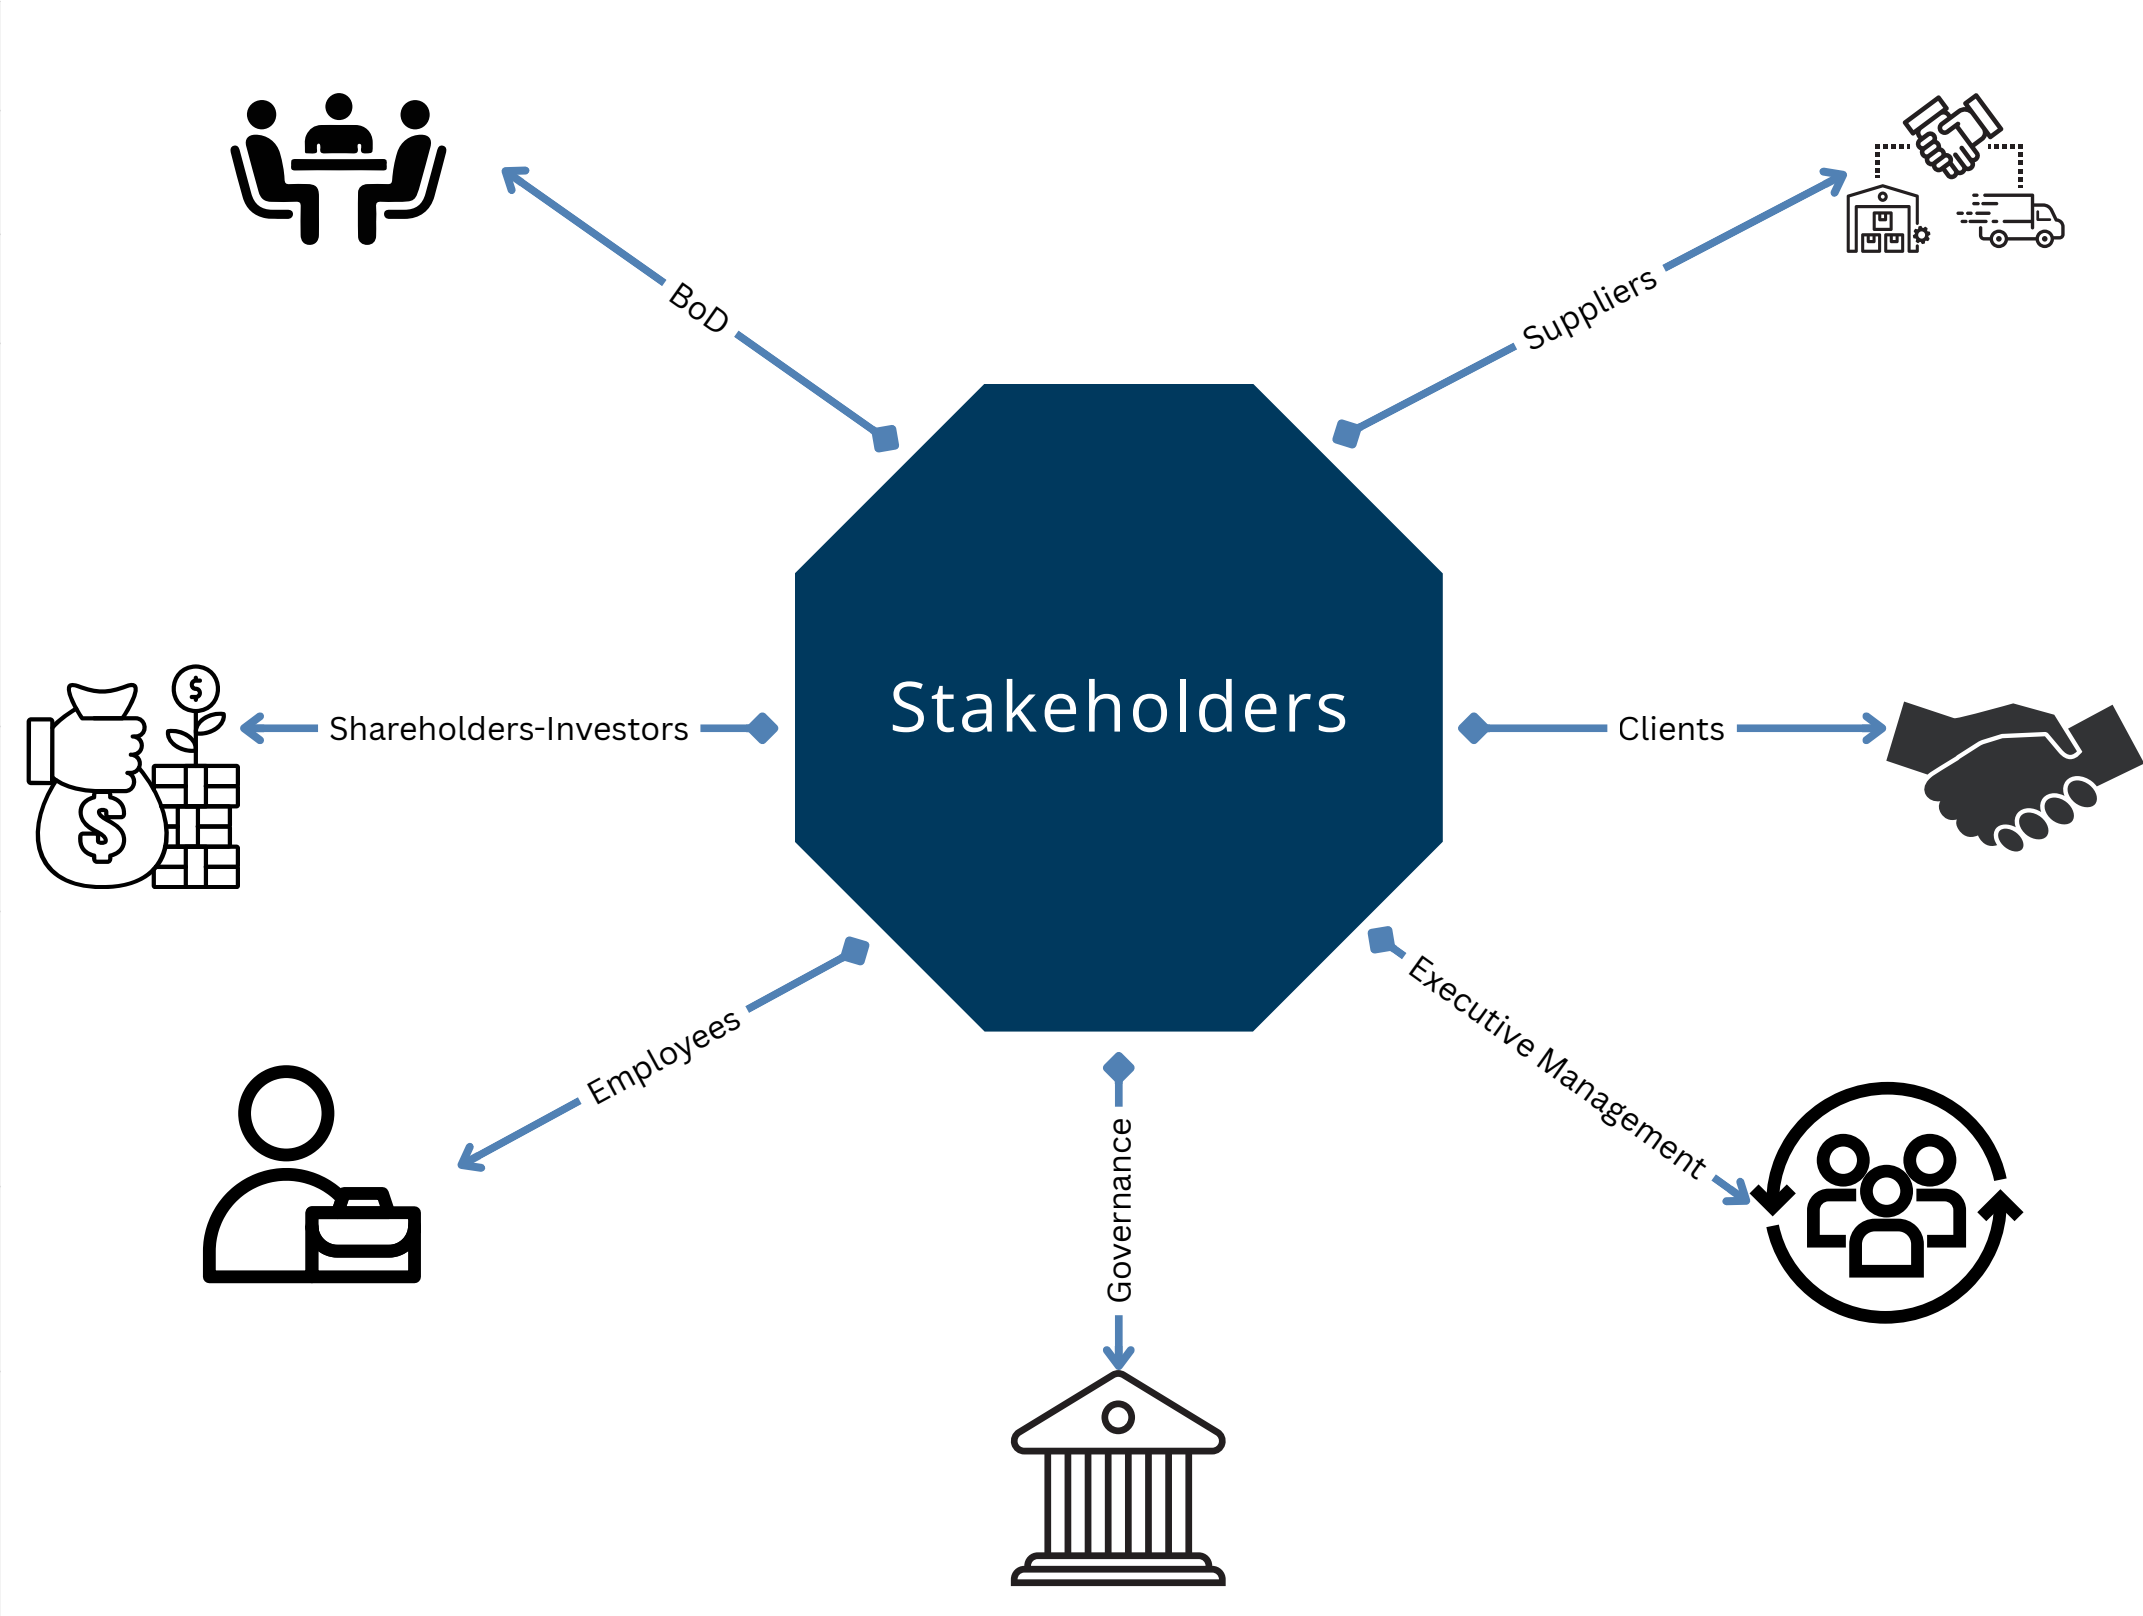 BoD
Suppliers
Stakeholders
Shareholders-Investors
Clients
Employees
Executive Management
Governance
$
$